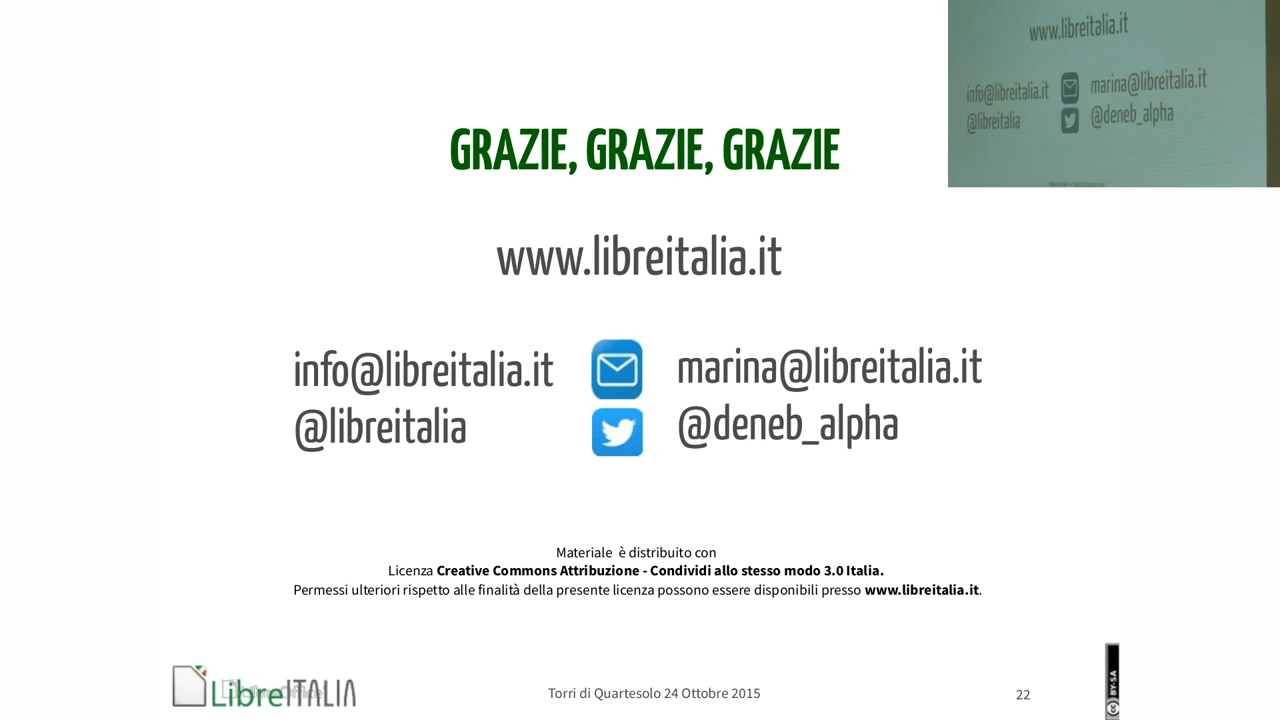 GRAZIE, GRAZIE, GRAZIE
www.libreitalia.it
info@libreitalia.it
@libreitalia
marina@libreitalia.it
@deneb_alpha
Materiale è distribuito con
Licenza Creative Commons Attribuzione - Condividi allo stesso modo 3.0 Italia.
Permessi ulteriori rispetto alle finalità della presente licenza possono essere disponibili presso www.libreitalia.it.
LibreITALIA
Torri di Quartesolo 24 Ottobre 2015
22
BY-SA
www.libreitalia.it
info@libreitalia.it
@libreitalia
marina@libreitalia.it
@deneb_alpha